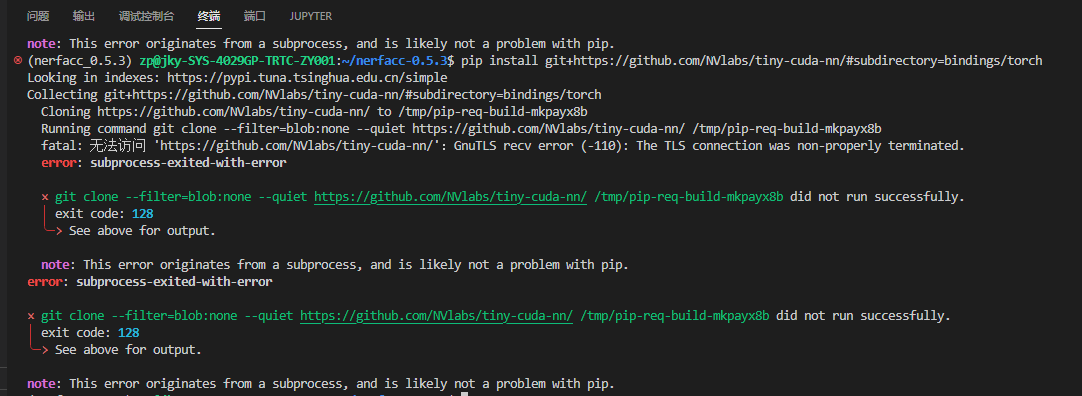 问题 输出 调试控制台 终端 端口 JUPYTER
note: This error originates from a subprocess, and is likely not a problem with pip.
(nerfacc_0.5.3) zp@jky-SYS-4029GP-TRTC-ZY001:~/nerfacc-0.5.3$ pip install git+https://github.com/NVlabs/tiny-cuda-nn/#subdirectory=bindings/torch
Looking in indexes: https://pypi.tuna.tsinghua.edu.cn/simple
Collecting git+https://github.com/NVlabs/tiny-cuda-nn/#subdirectory=bindings/torch
Cloning https://github.com/NVlabs/tiny-cuda-nn/ to /tmp/pip-req-build-mkpayx8b
Running command git clone --filter=blob:none --quiet https://github.com/NVlabs/tiny-cuda-nn/ /tmp/pip-req-build-mkpayx8b
fatal: 无法访问 'https://github.com/NVlabs/tiny-cuda-nn/': GnuTLS recv error (-110): The TLS connection was non-properly terminated.
error: subprocess-exited-with-error
× git clone --filter=blob:none --quiet https://github.com/NVlabs/tiny-cuda-nn/ /tmp/pip-req-build-mkpayx8b did not run successfully.
│ exit code: 128
╰─> See above for output.
note: This error originates from a subprocess, and is likely not a problem with pip.
error: subprocess-exited-with-error
× git clone --filter=blob:none --quiet https://github.com/NVlabs/tiny-cuda-nn/ /tmp/pip-req-build-mkpayx8b did not run successfully.
│ exit code: 128
╰─> See above for output.
note: This error originates from a subprocess, and is likely not a problem with pip.